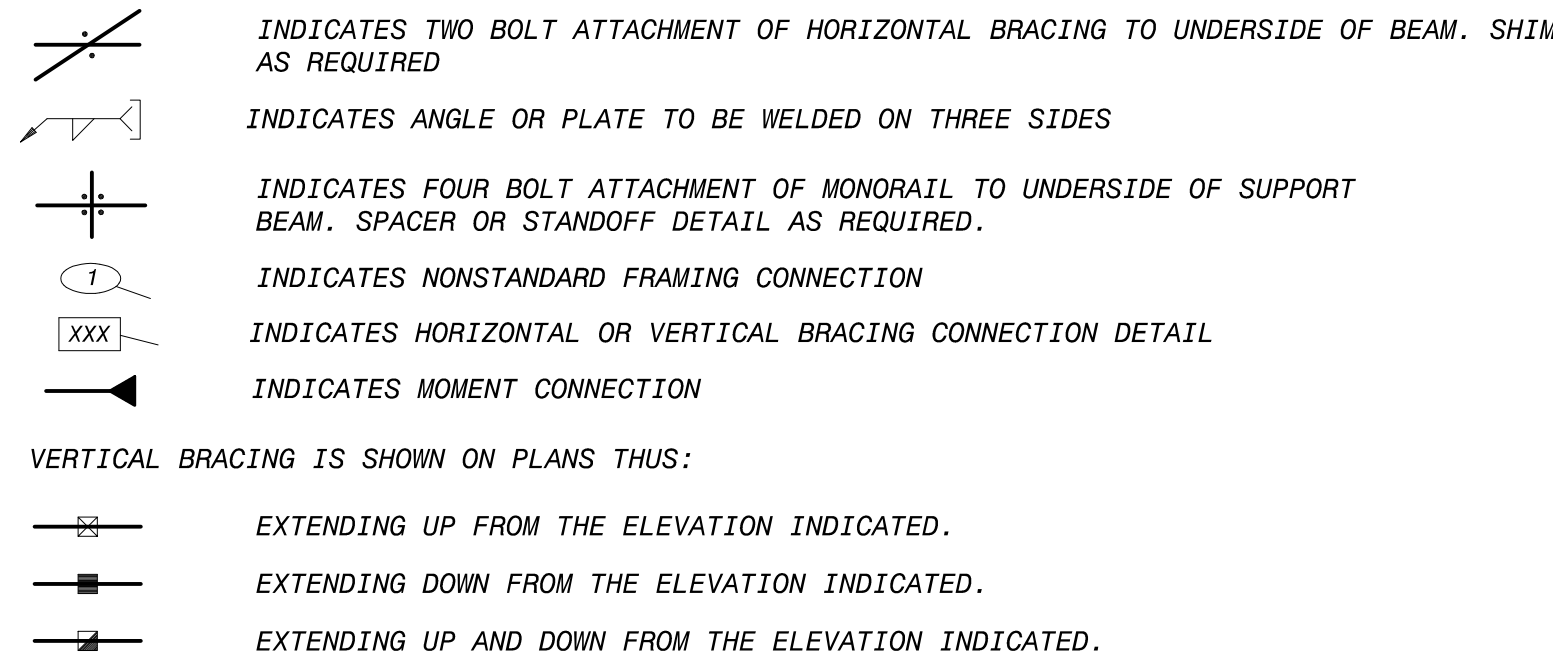 INDICATES TWO BOLT ATTACHMENT OF HORIZONTAL BRACING TO UNDERSIDE OF BEAM. SHIM
AS REQUIRED
INDICATES ANGLE OR PLATE TO BE WELDED ON THREE SIDES
INDICATES FOUR BOLT ATTACHMENT OF MONORAIL TO UNDERSIDE OF SUPPORT
BEAM. SPACER OR STANDOFF DETAIL AS REQUIRED.
1 INDICATES NONSTANDARD FRAMING CONNECTION
XXX INDICATES HORIZONTAL OR VERTICAL BRACING CONNECTION DETAIL
INDICATES MOMENT CONNECTION
VERTICAL BRACING IS SHOWN ON PLANS THUS:
EXTENDING UP FROM THE ELEVATION INDICATED.
EXTENDING DOWN FROM THE ELEVATION INDICATED.
EXTENDING UP AND DOWN FROM THE ELEVATION INDICATED.